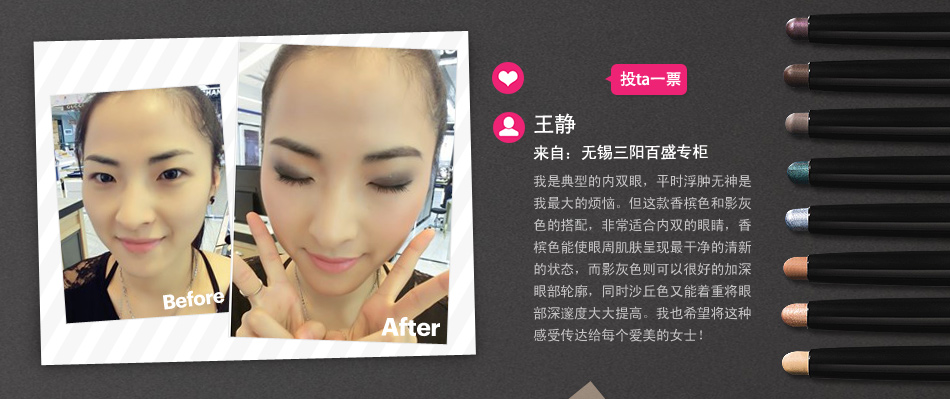 投ta一票
王静
来自：无锡三阳百盛专柜
我是典型的内双眼，平时浮肿无神是
我最大的烦恼。但这款香槟色和影灰
色的搭配，非常适合内双的眼睛，香
槟色能使眼周肌肤呈现最干净的清新
的状态，而影灰色则可以很好的加深
眼部轮廓，同时沙丘色又能着重将眼
部深邃度大大提高。我也希望将这种
感受传达给每个爱美的女士！
Before
After